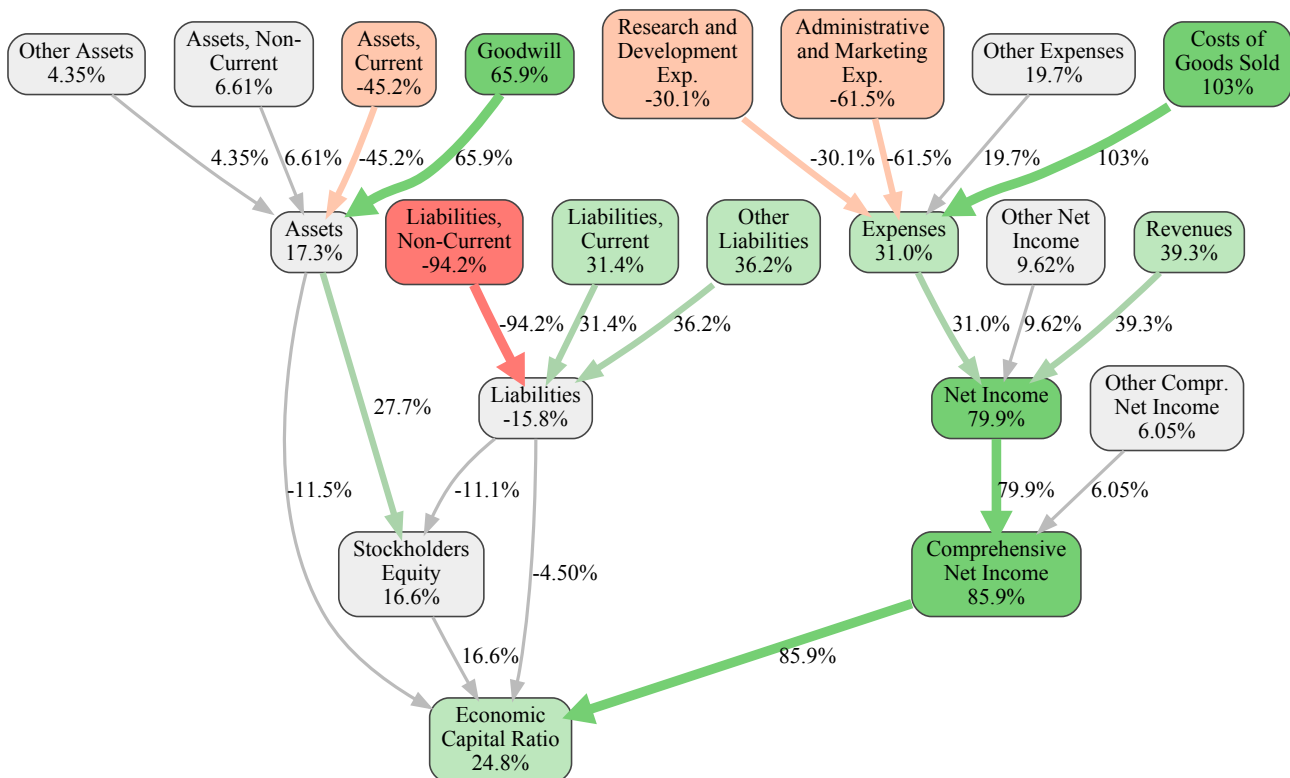 Other Assets
4.35%
Assets, Non-
Current
6.61%
Assets,
Current
-45.2%
Goodwill
65.9%
Research and
Development
Exp.
-30.1%
Administrative
and Marketing
Exp.
-61.5%
Other Expenses
19.7%
Costs of
Goods Sold
103%
4.35%
6.61%
-45.2%
65.9%
-30.1%
-61.5%
19.7%
103%
Assets
17.3%
Liabilities,
Non-Current
-94.2%
Liabilities,
Current
31.4%
Other
Liabilities
36.2%
Expenses
31.0%
Other Net
Income
9.62%
Revenues
39.3%
-94.2%
31.4%
36.2%
31.0%
9.62%
39.3%
27.7%
Liabilities
-15.8%
Net Income
79.9%
Other Compr.
Net Income
6.05%
-11.5%
-11.1%
79.9%
6.05%
Stockholders
Equity
16.6%
-4.50%
Comprehensive
Net Income
85.9%
16.6%
85.9%
Economic
Capital Ratio
24.8%